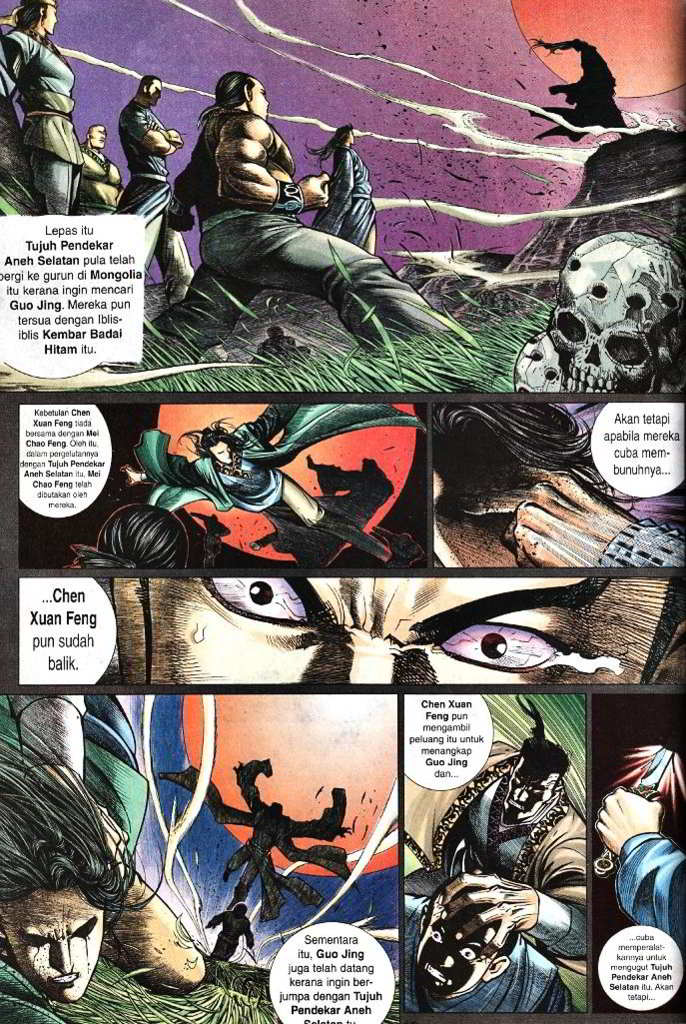 Lepas itu
Tujuh Pendekar
Aneh Selatan pula telah
pergi ke gurun di Mongolia
itu kerana ingin mencari
Guo Jing. Mereka pun
tersua dengan Iblis-
iblis Kembar Badai
Hitam itu.
Kebetulan Chen
Xuan Feng tiada
bersama dengan Mei
Chao Feng. Oleh itu,
dalam pergelutannya
dengan Tujuh Pendekar
Aneh Selatan itu, Mei
Chao Feng telah
dibutakan oleh
mereka.
Akan tetapi
apabila mereka
cuba mem-
bunuhnya...
...Chen
Xuan Feng
pun sudah
balik.
Sementara
itu, Guo Jing
juga telah datang
kerana ingin ber-
jumpa dengan Tujuh
Pendekar Aneh
Selatan tu.
Chen Xuan
Feng pun
mengambil
peluang itu untuk
menangkap
Guo Jing
dan...
...cuba
memperalat-
kannya untuk
mengugut Tujuh
Pendekar Aneh
Selatan itu. Akan
tetapi...